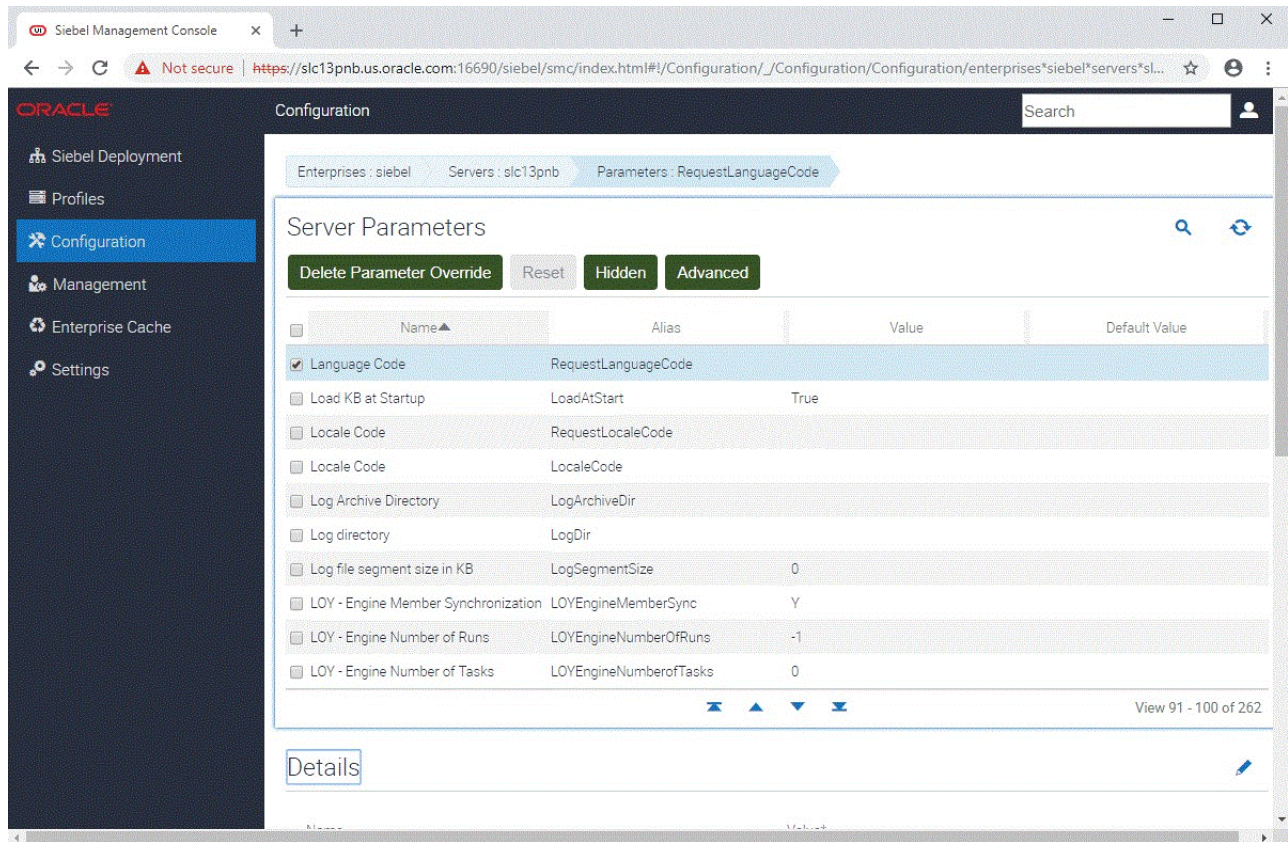 Siebel Management Console
Not secure | https://slc13pnb.us.oracle.com:16690/siebel/smc/index.html#!/Configuration/_/Configuration/Configuration/enterprises*siebel*servers*sl...
ORACLE
Configuration
Search
Siebel Deployment
Profiles
Configuration
Management
Enterprise Cache
Settings
Enterprises : siebel Servers : slc13pnb Parameters : RequestLanguageCode
Server Parameters
Delete Parameter Override Reset Hidden Advanced
Name Alias Value Default Value
Language Code RequestLanguageCode
Load KB at Startup LoadAtStart True
Locale Code RequestLocaleCode
Locale Code LocaleCode
Log Archive Directory LogArchiveDir
Log directory LogDir
Log file segment size in KB LogSegmentSize 0
LOY - Engine Member Synchronization LOYEngineMemberSync Y
LOY - Engine Number of Runs LOYEngineNumberOfRuns -1
LOY - Engine Number of Tasks LOYEngineNumberofTasks 0
View 91 - 100 of 262
Details